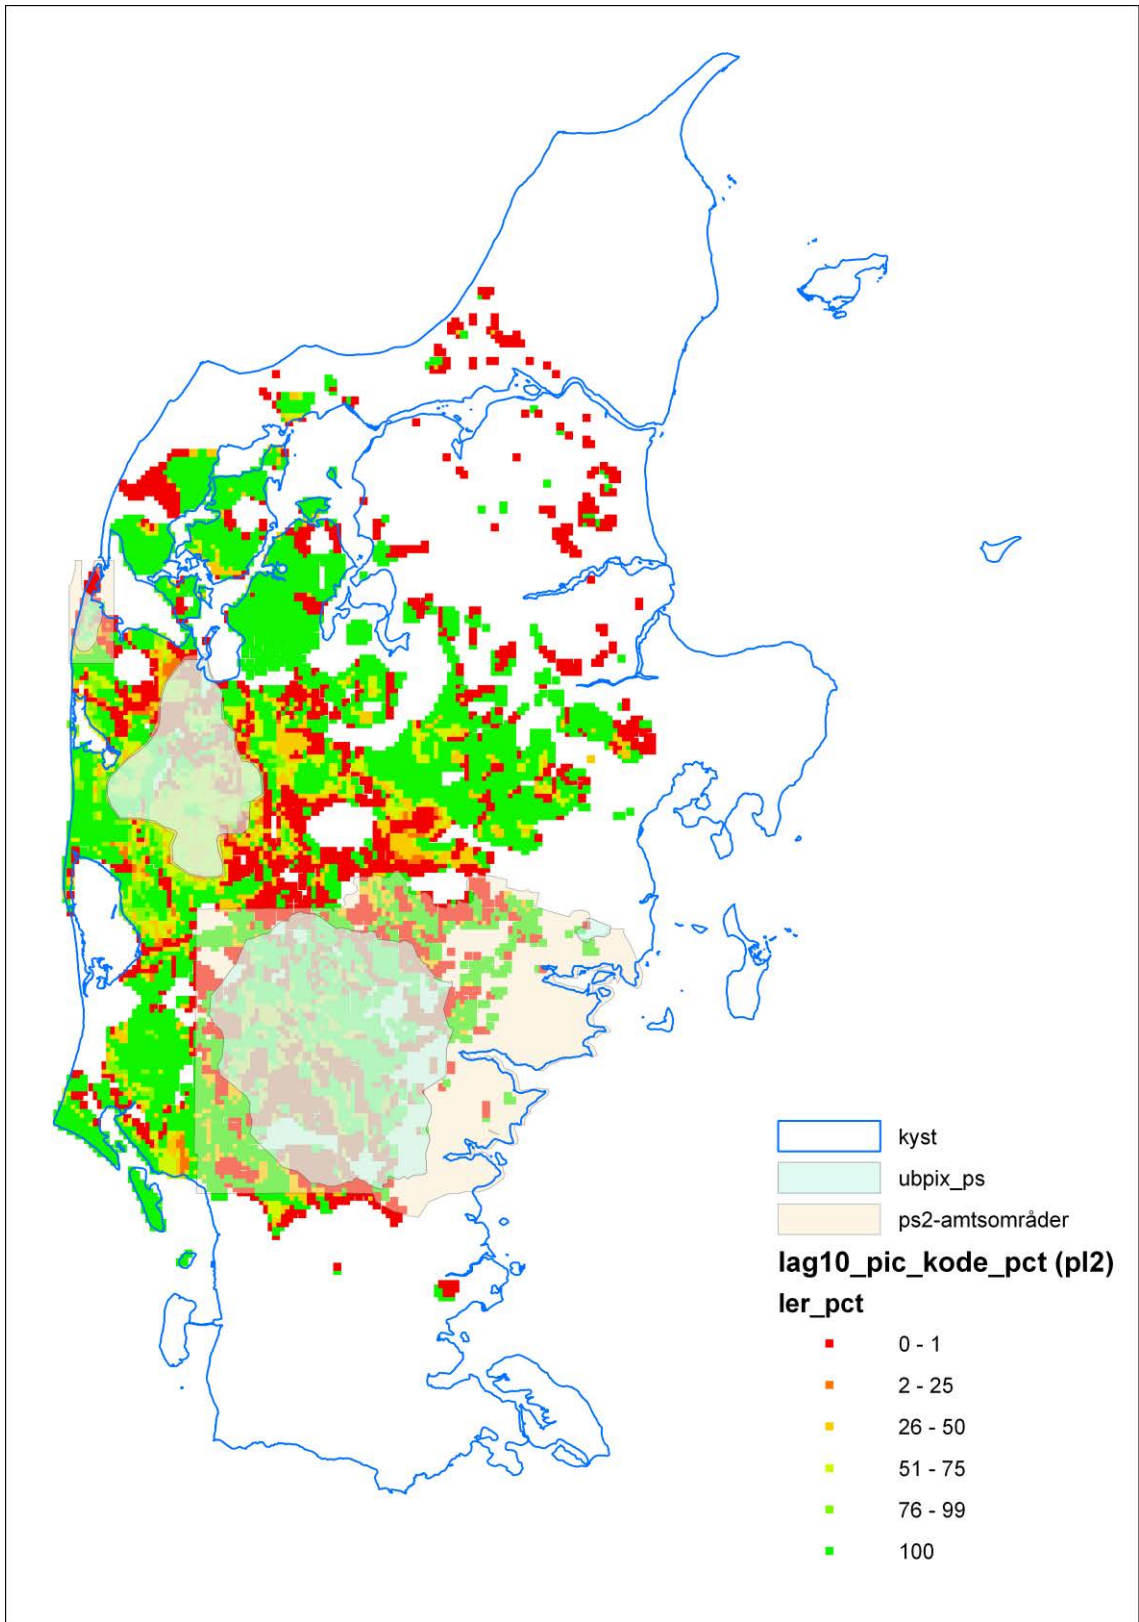 kyst
ubpix_ps
ps2-amtsområder
lag10_pic_kode_pct (pl2)
ler_pct
0 - 1
2 - 25
26 - 50
51 - 75
76 - 99
100